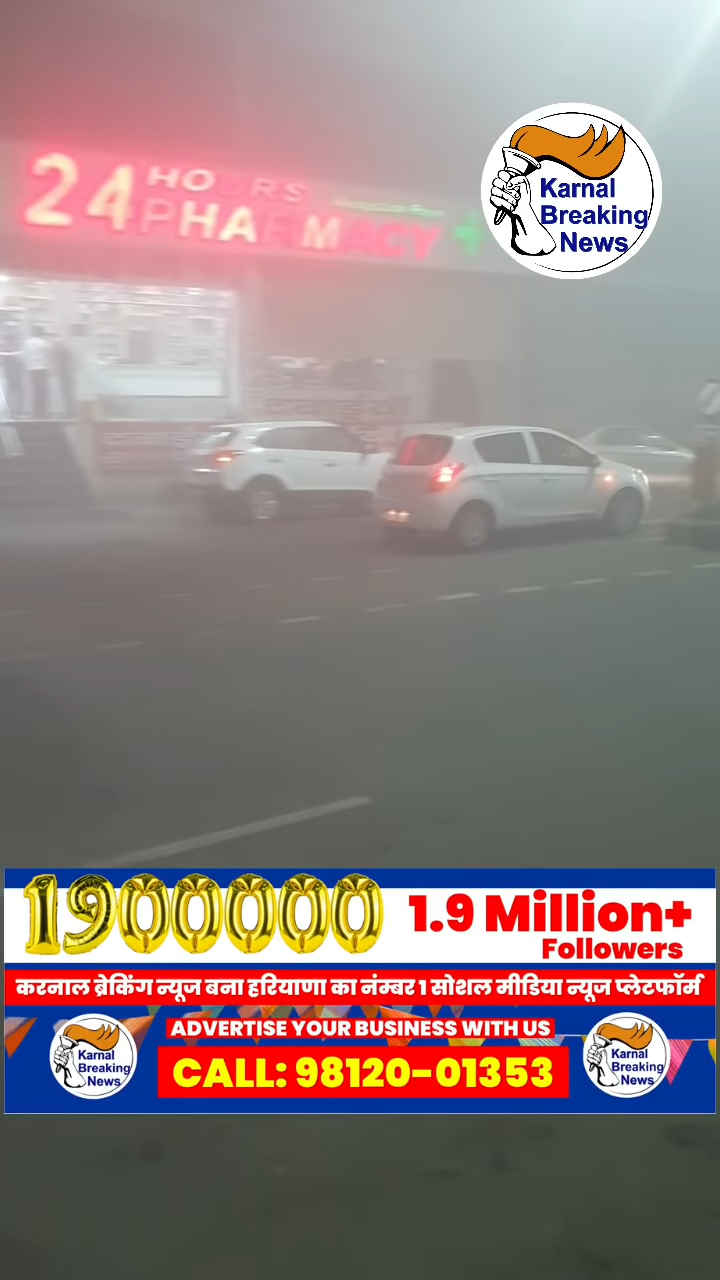 24 HOURS
PHARMACY
Karnal
Breaking
News
1900000
1.9 Million+
Followers
करनाल ब्रेकिंग न्यूज बना हरियाणा का नंम्बर 1 सोशल मीडिया न्यूज प्लेटफॉर्म
ADVERTISE YOUR BUSINESS WITH US
Karnal
Breaking
News
CALL: 98120-01353
Karnal
Breaking
News